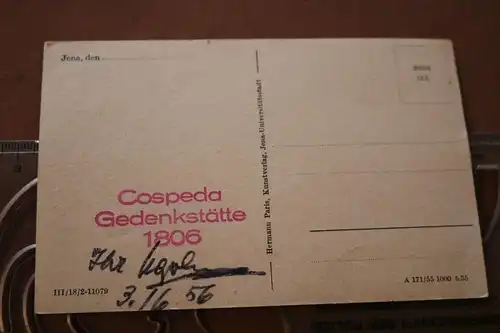 Jena, den
Cospeda
Gedenkstätte
1806
Ihr
3. 56
III/18/2-11079
Hermann Paris, Kunstverlag, Jena-Universitätsstadt
A 171/55 1000 6.55